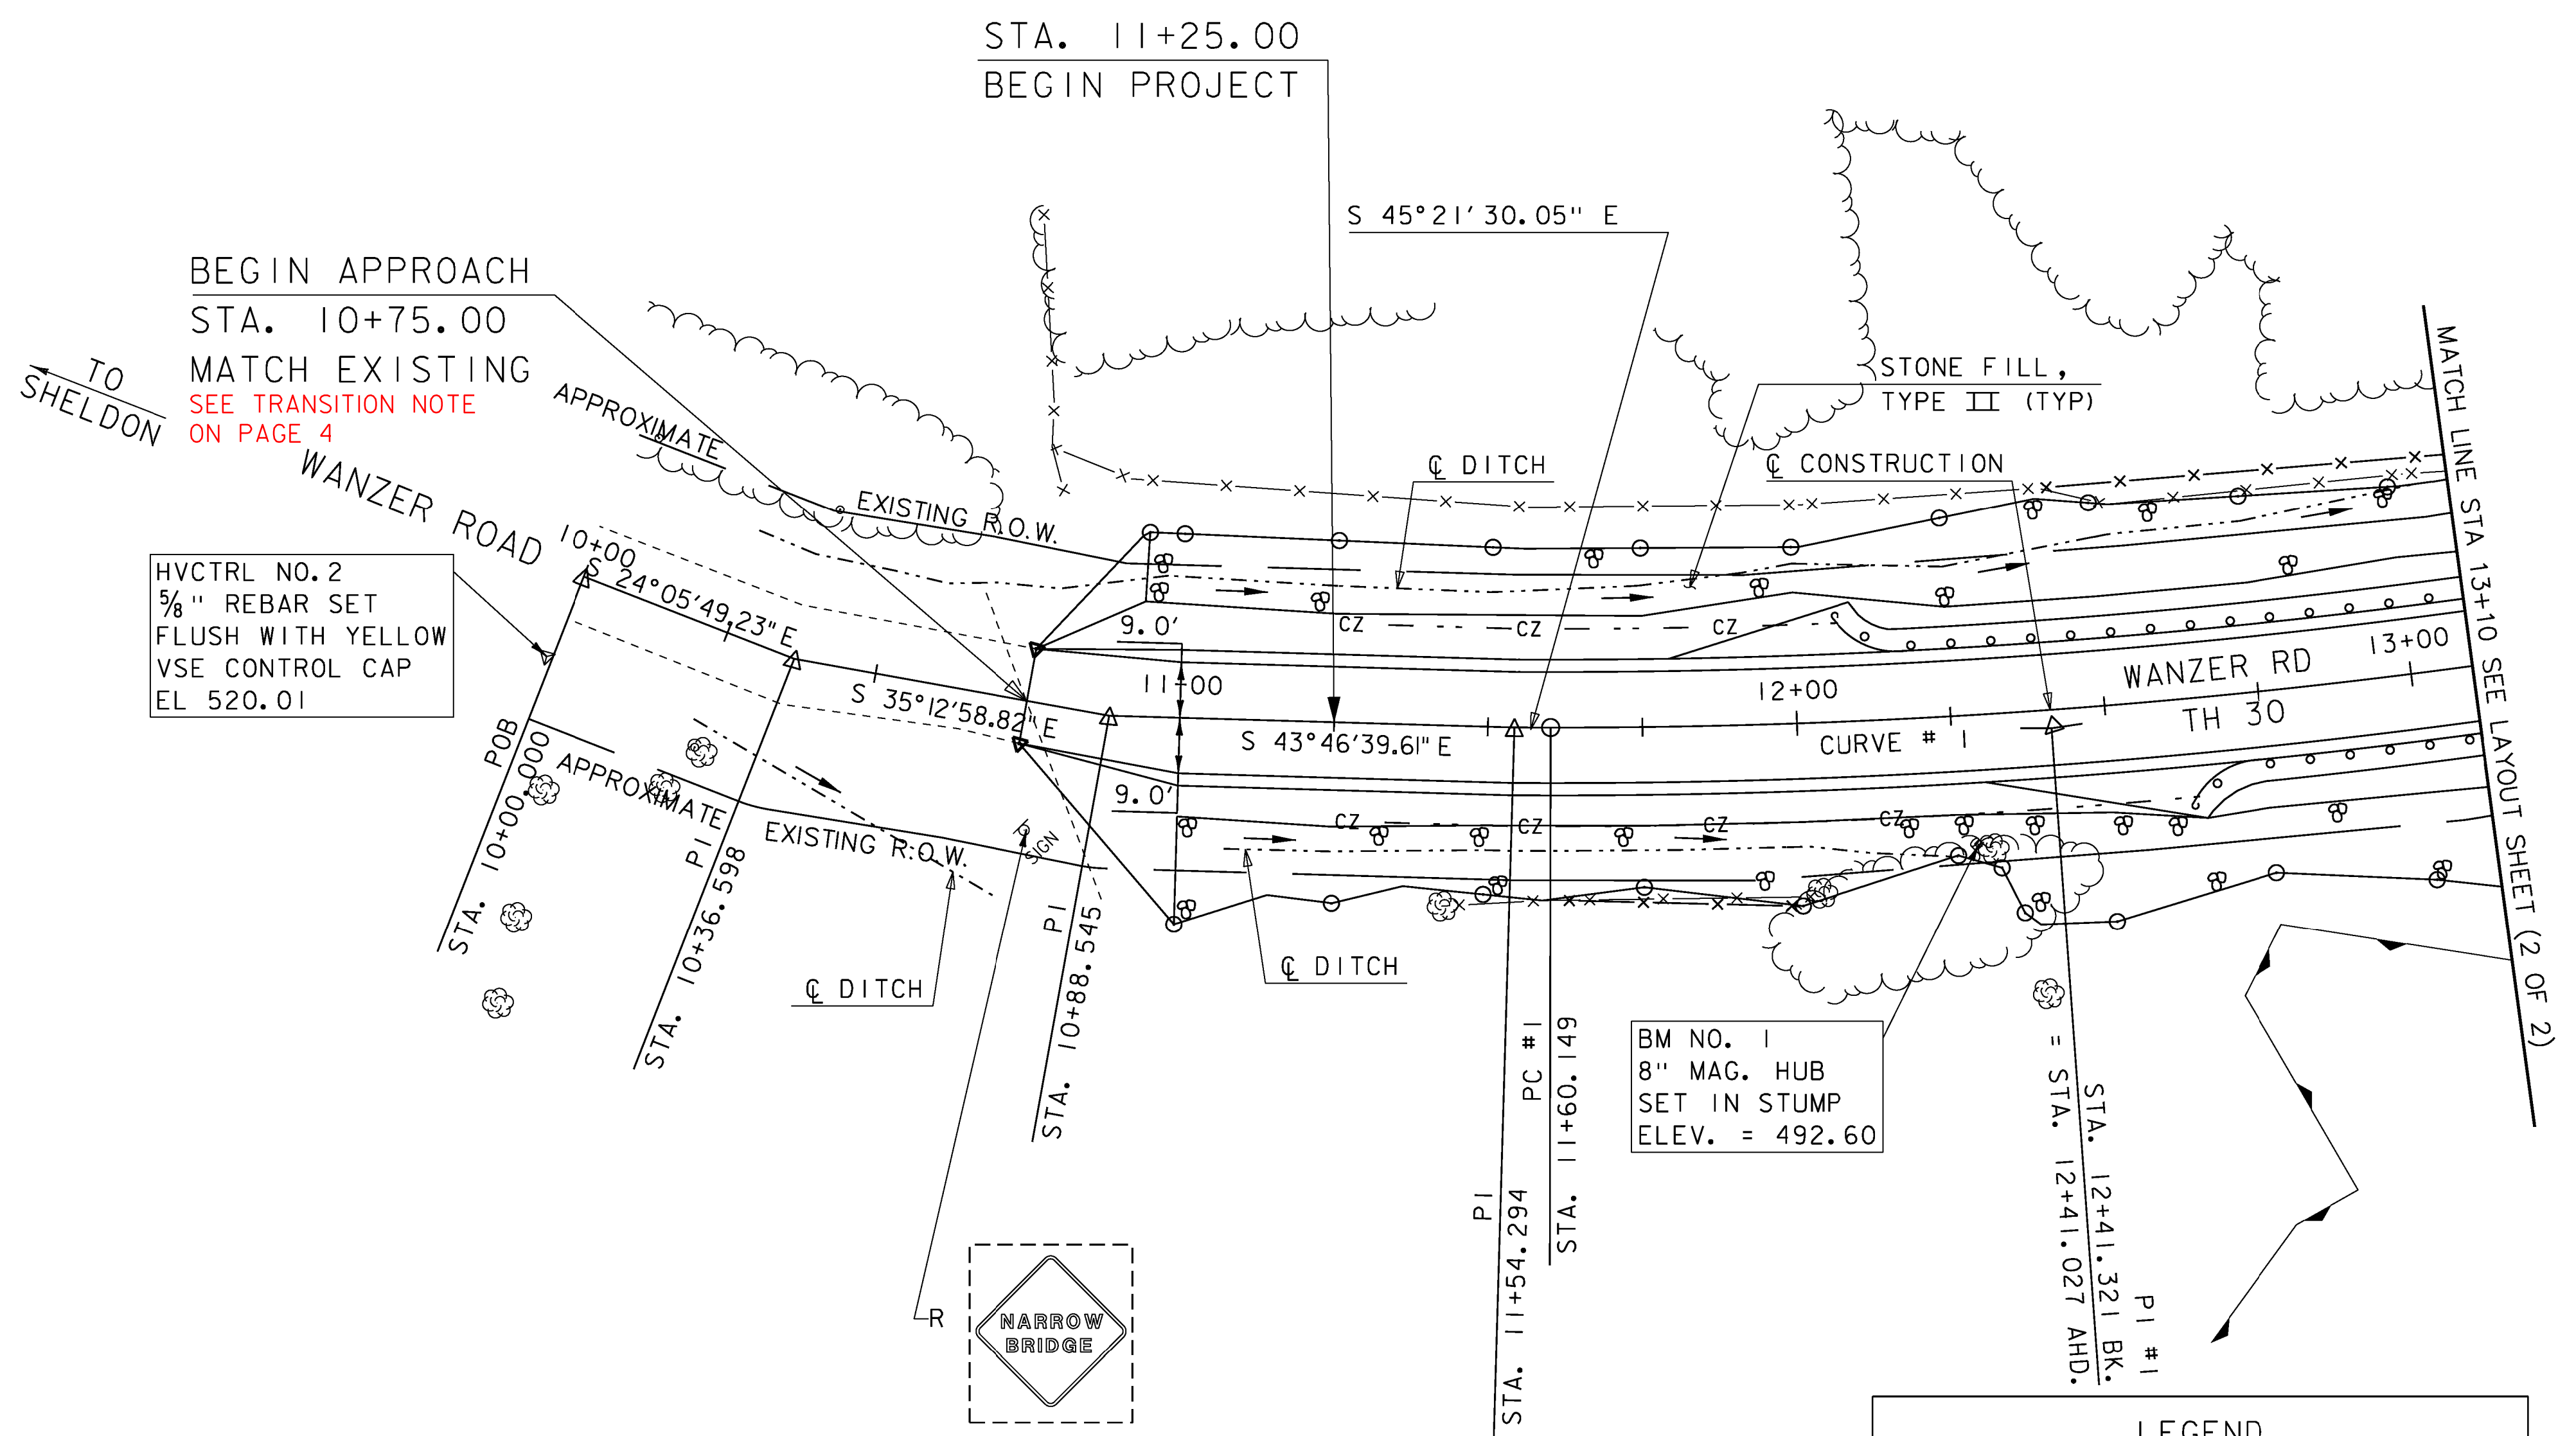 STA. 11+25.00
BEGIN PROJECT
S 45°21'30.05" E
BEGIN APPROACH
STA. 10+75.00
MATCH EXISTING
SEE TRANSITION NOTE
ON PAGE 4
TO
SHELDON
WANZER ROAD
APPROXIMATE
EXISTING R.O.W.
STONE FILL,
TYPE II (TYP)
℄ DITCH
℄ CONSTRUCTION
MATCH LINE STA 13+10 SEE LAYOUT SHEET (2 OF 2)
HVCTRL NO.2
⅝" REBAR SET
FLUSH WITH YELLOW
VSE CONTROL CAP
EL 520.01
10+00
S 24°05'49.23" E
S 35°12'58.82" E
9.0'
11+00
CZ
CZ
CZ
S 43°46'39.61" E
12+00
CURVE # 1
WANZER RD
TH 30
13+00
9.0'
CZ
CZ
CZ
CZ
POB
STA. 10+00.000
APPROXIMATE
EXISTING R.O.W.
PI
STA. 10+36.598
SIGN
℄ DITCH
℄ DITCH
PI
STA. 10+88.545
R
NARROW
BRIDGE
PI
STA. 11+54.294
PC #1
STA. 11+60.149
BM NO. 1
8" MAG. HUB
SET IN STUMP
ELEV. = 492.60
PI #1
STA. 12+41.321 BK.
= STA. 12+41.027 AHD.
LEGEND